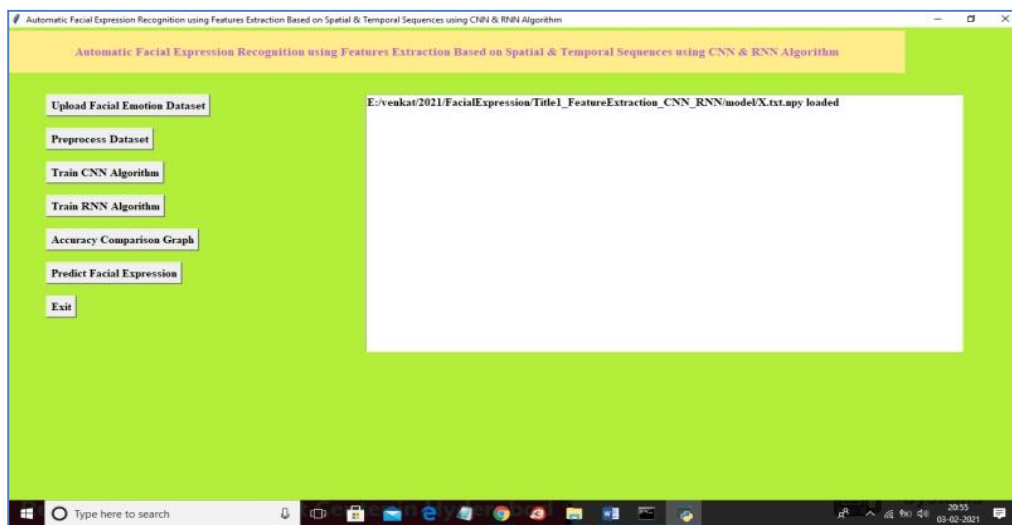 Automatic Facial Expression Recognition using Features Extraction Based on Spatial & Temporal Sequences using CNN & RNN Algorithm
Automatic Facial Expression Recognition using Features Extraction Based on Spatial & Temporal Sequences using CNN & RNN Algorithm
Upload Facial Emotion Dataset
E:/venkat/2021/FacialExpression/Title1_FeatureExtraction_CNN_RNN/model/X.txt.npy loaded
Preprocess Dataset
Train CNN Algorithm
Train RNN Algorithm
Accuracy Comparison Graph
Predict Facial Expression
Exit
Type here to search
20:55
03-02-2021